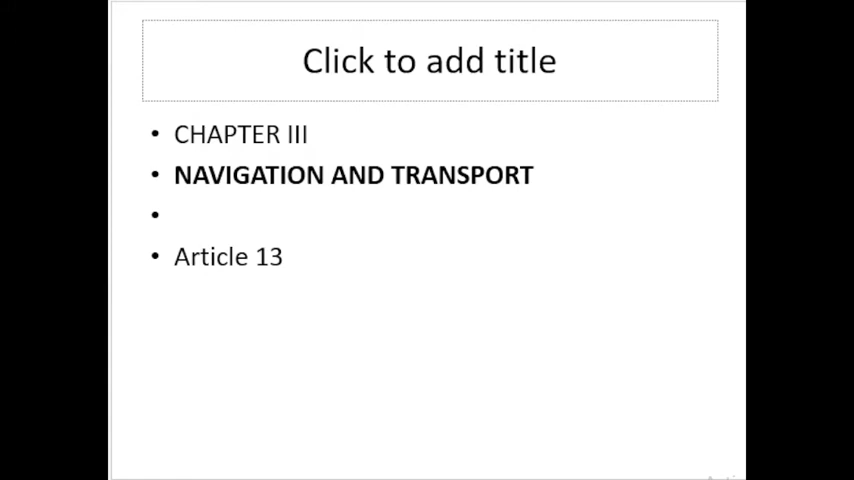 Click to add title
• CHAPTER III
• NAVIGATION AND TRANSPORT
•
• Article 13